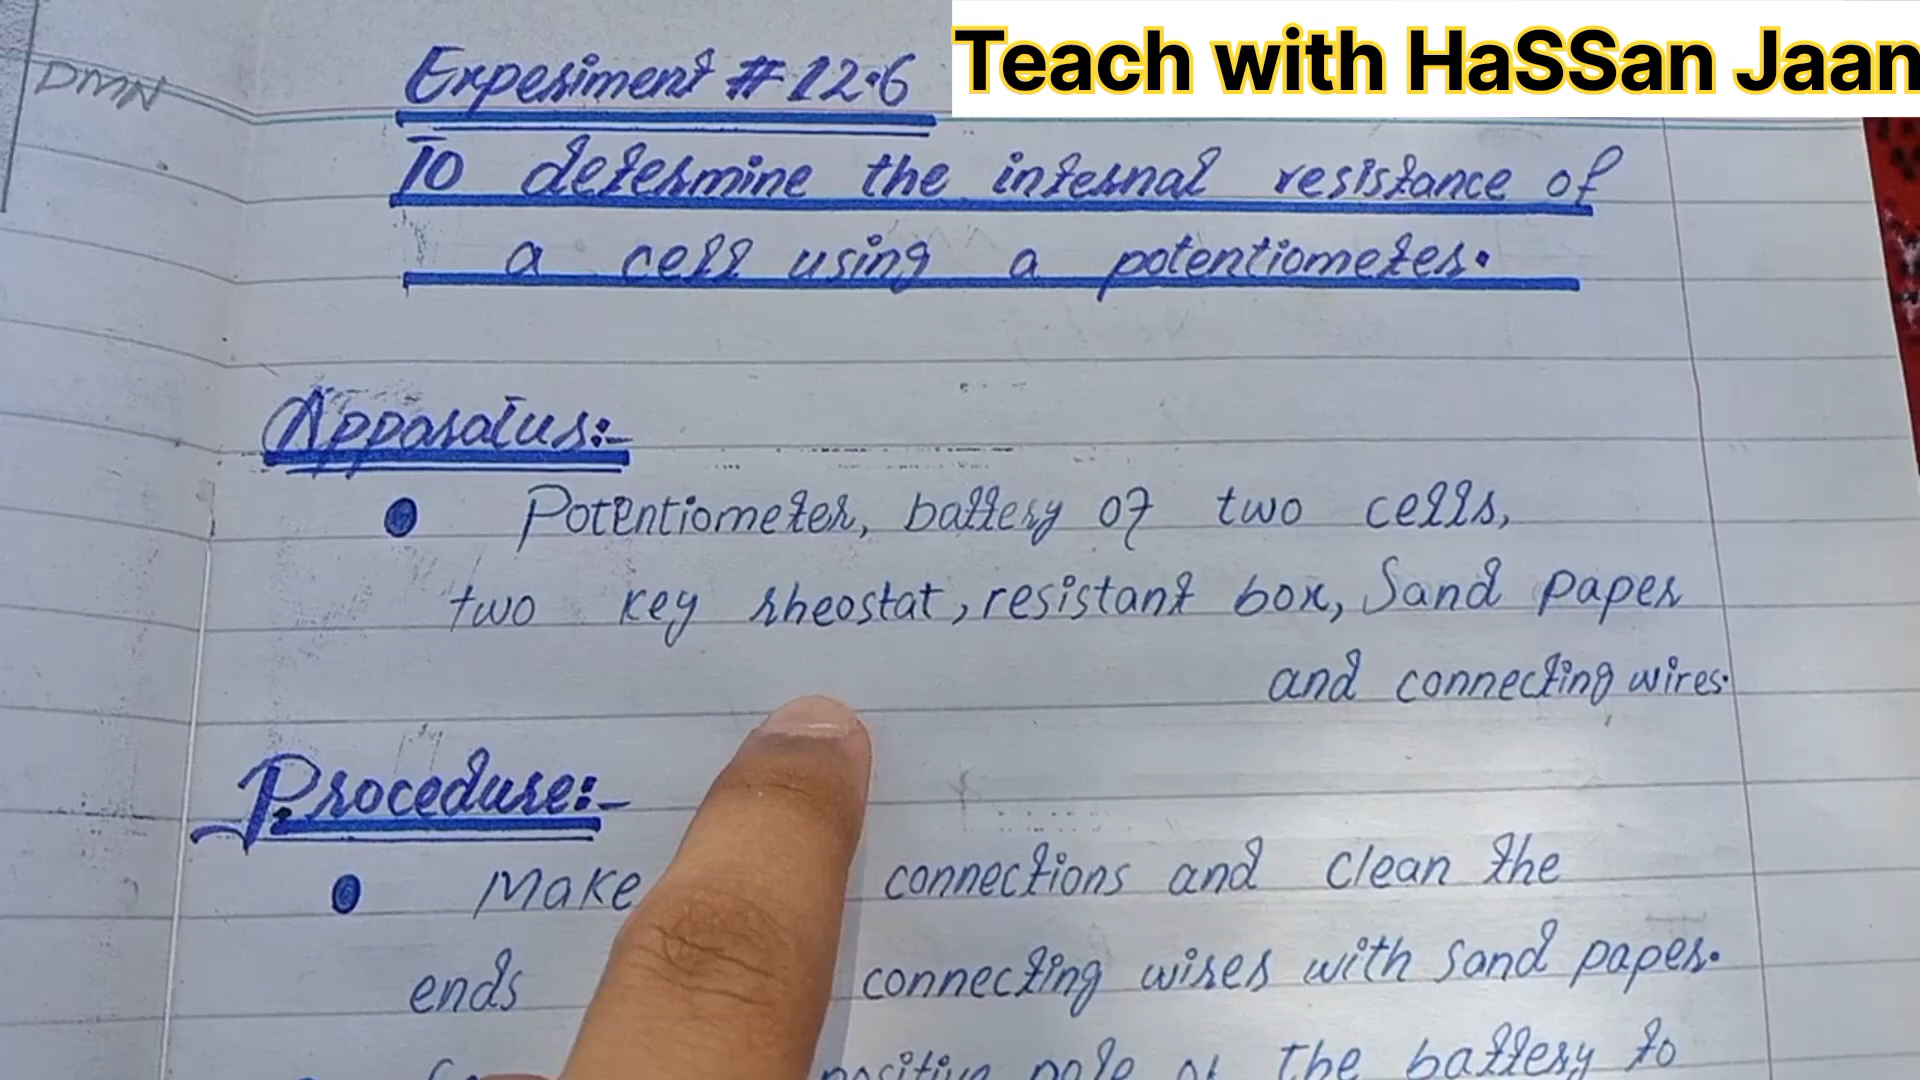 Teach with HaSSan Jaan
DMN
Experiment # 12.6
To determine the internal resistance of
a cell using a potentiometer.
Apparatus:-
Potentiometer, battery of two cells,
two key rheostat, resistant box, Sand paper
and connecting wires.
Procedure:-
Make connections and clean the
ends connecting wires with sand paper.
positive pole of the battery to